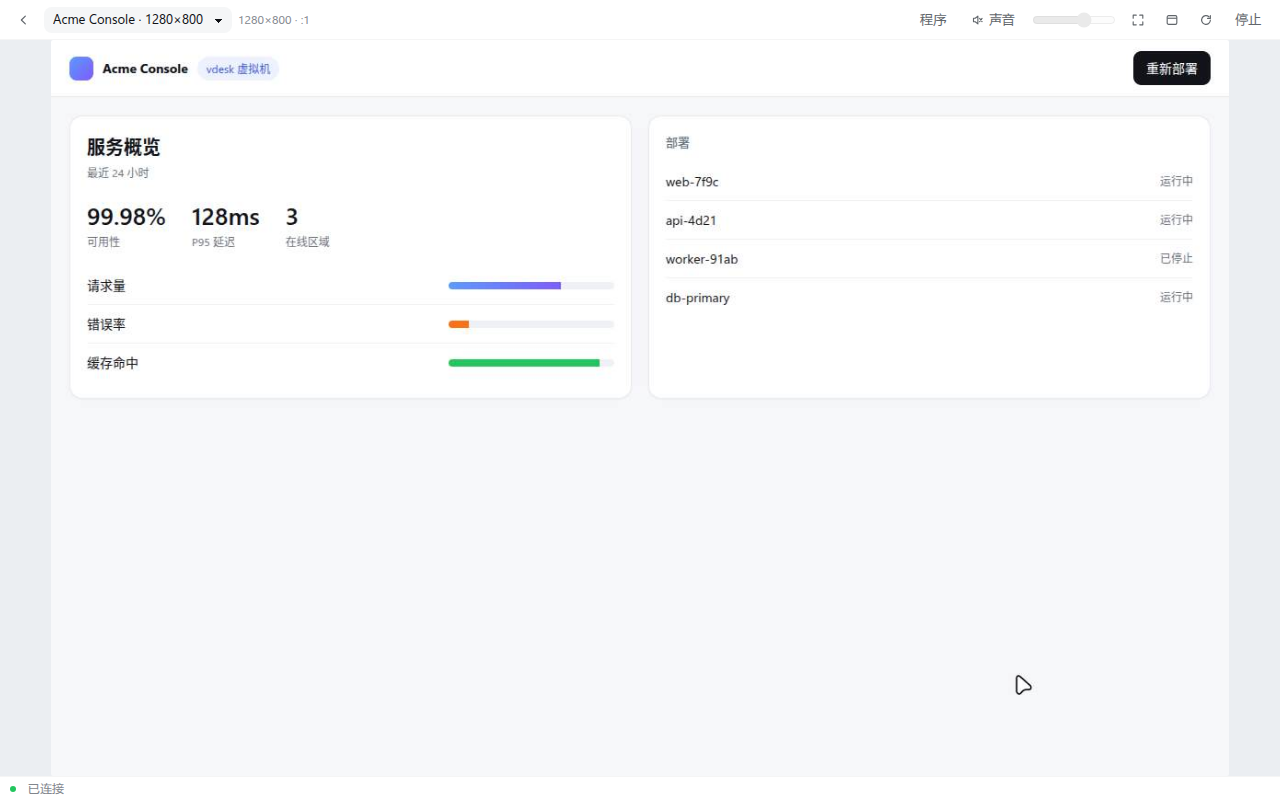 Acme Console · 1280×800
1280×800 · :1
程序
声音
停止
Acme Console
vdesk 虚拟机
重新部署
服务概览
最近 24 小时
99.98%
可用性
128ms
P95 延迟
3
在线区域
请求量
错误率
缓存命中
部署
web-7f9c
运行中
api-4d21
运行中
worker-91ab
已停止
db-primary
运行中
已连接